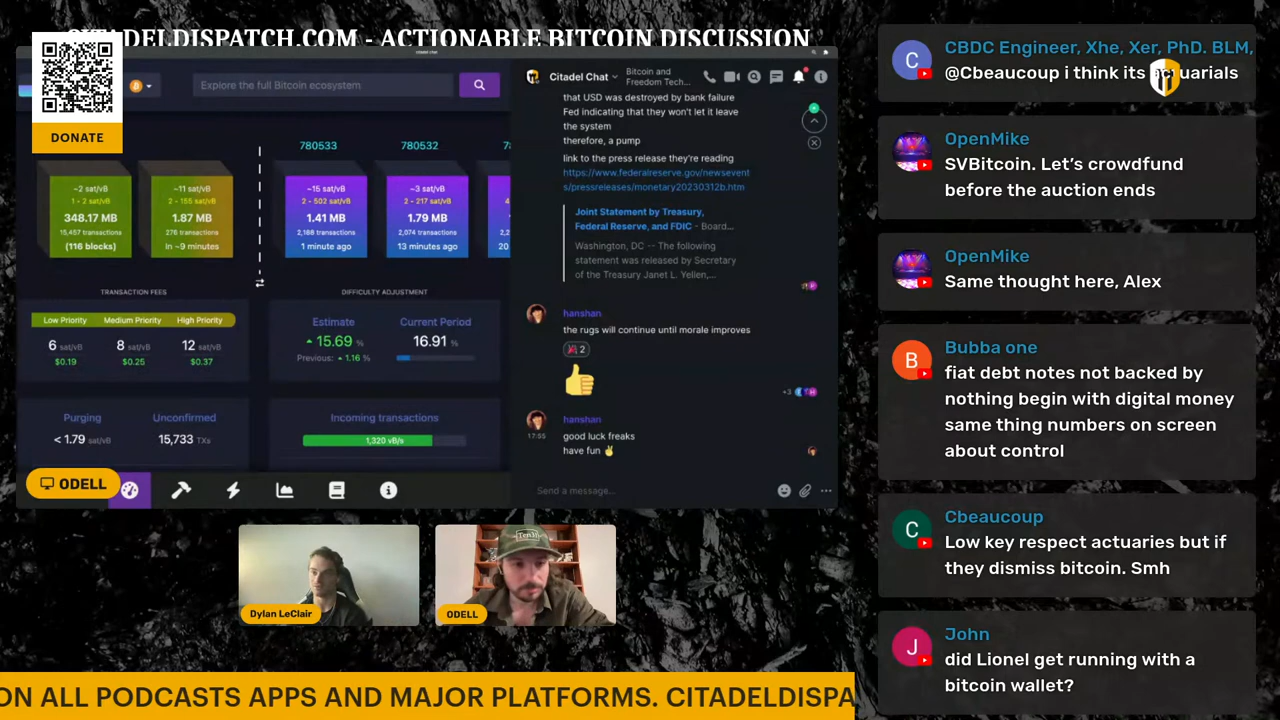 CITADELDISPATCH.COM - ACTIONABLE BITCOIN DISCUSSION
DONATE
Explore the full Bitcoin ecosystem
780533
780532
~2 sat/vB
1 - 2 sat/vB
348.17 MB
15,457 transactions
(116 blocks)
~11 sat/vB
2 - 155 sat/vB
1.87 MB
276 transactions
In ~9 minutes
~15 sat/vB
2 - 502 sat/vB
1.41 MB
2,188 transactions
1 minute ago
~3 sat/vB
2 - 217 sat/vB
1.79 MB
2,074 transactions
13 minutes ago
TRANSACTION FEES
Low Priority
Medium Priority
High Priority
6 sat/vB
8 sat/vB
12 sat/vB
$0.19
$0.25
$0.37
DIFFICULTY ADJUSTMENT
Estimate
Current Period
15.69 %
16.91 %
Previous: 1.16 %
Purging
Unconfirmed
< 1.79 sat/vB
15,733 TXs
Incoming transactions
1,320 vB/s
ODELL
Citadel Chat
Bitcoin and
Freedom Tech...
that USD was destroyed by bank failure
Fed indicating that they won't let it leave
the system
therefore, a pump
link to the press release they're reading
https://www.federalreserve.gov/newsevent
s/pressreleases/monetary20230312b.htm
Joint Statement by Treasury,
Federal Reserve, and FDIC - Board...
Washington, DC -- The following
statement was released by Secretary
of the Treasury Janet L. Yellen,...
hanshan
the rugs will continue until morale improves
2
+3
hanshan
17:55
good luck freaks
have fun
Send a message...
Dylan LeClair
ODELL
Tenji
ON ALL PODCASTS APPS AND MAJOR PLATFORMS. CITADELDISPA
CBDC Engineer, Xhe, Xer, PhD. BLM,
@Cbeaucoup i think its
OpenMike
SVBitcoin. Let's crowdfund
before the auction ends
OpenMike
Same thought here, Alex
Bubba one
fiat debt notes not backed by
nothing begin with digital money
same thing numbers on screen
about control
Cbeaucoup
Low key respect actuaries but if
they dismiss bitcoin. Smh
John
did Lionel get running with a
bitcoin wallet?